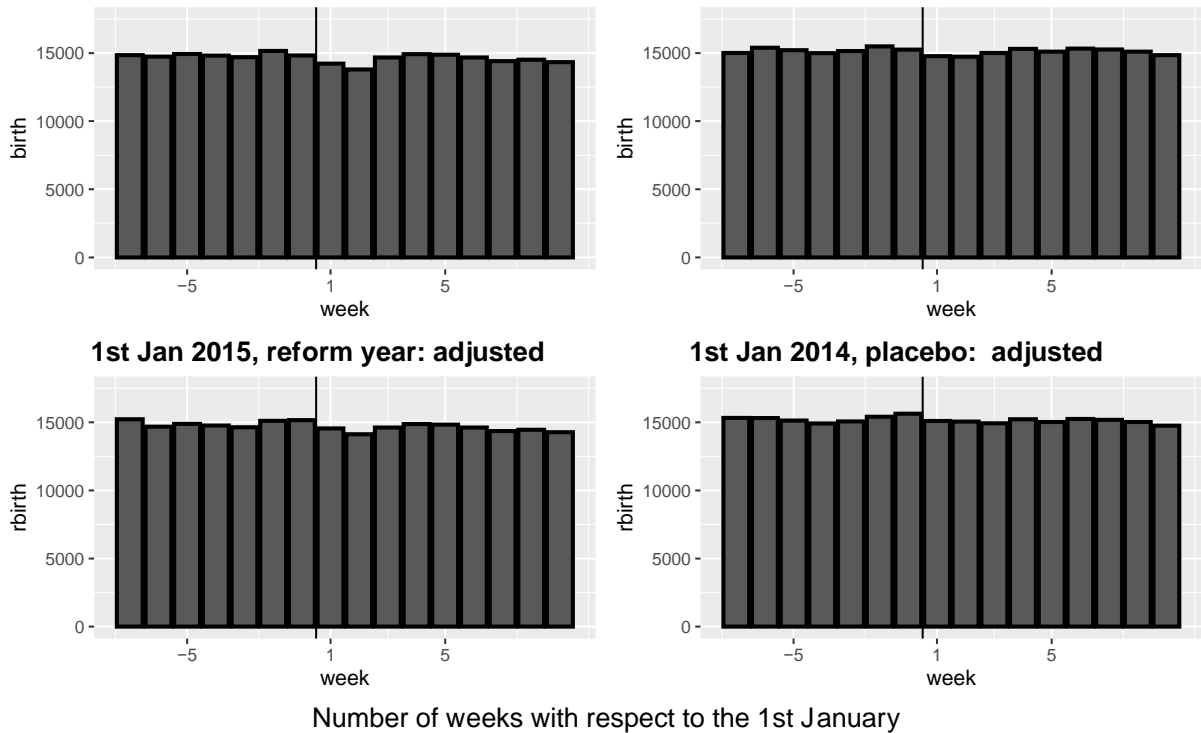 15000
10000
5000
0
birth
−5 1 5
week
15000
10000
5000
0
birth
−5 1 5
week
1st Jan 2015, reform year: adjusted
15000
10000
5000
0
rbirth
−5 1 5
week
1st Jan 2014, placebo:  adjusted
15000
10000
5000
0
rbirth
−5 1 5
week
Number of weeks with respect to the 1st January